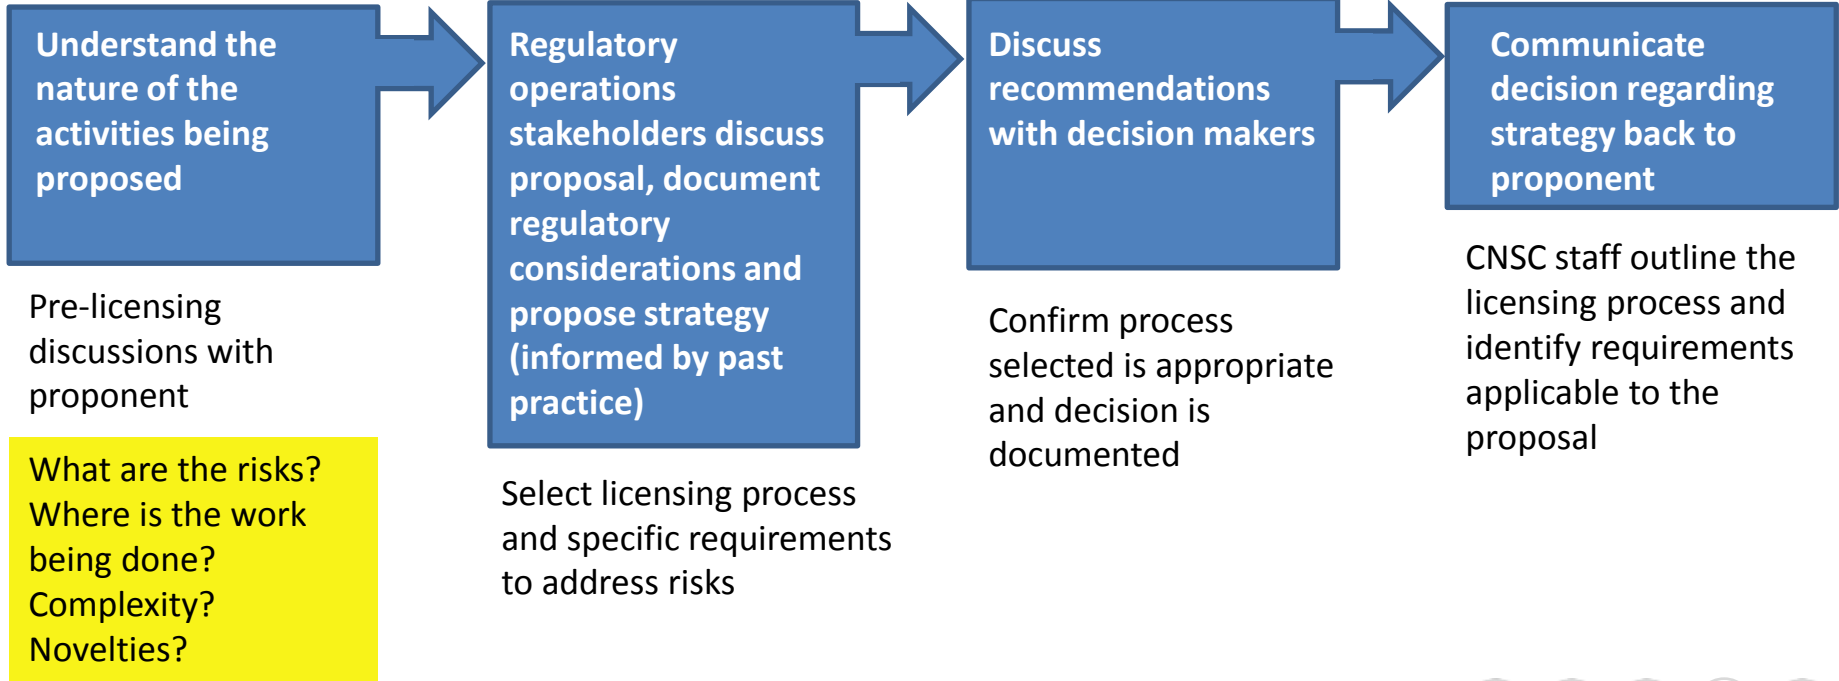 Understand the
nature of the
activities being
proposed
Pre-licensing
discussions with
proponent
What are the risks?
Where is the work
being done?
Complexity?
Novelties?
Regulatory
operations
stakeholders discuss
proposal, document
regulatory
considerations and
propose strategy
(informed by past
practice)
Select licensing process
and specific requirements
to address risks
Discuss
recommendations
with decision makers
Confirm process
selected is appropriate
and decision is
documented
Communicate
decision regarding
strategy back to
proponent
CNSC staff outline the
licensing process and
identify requirements
applicable to the
proposal